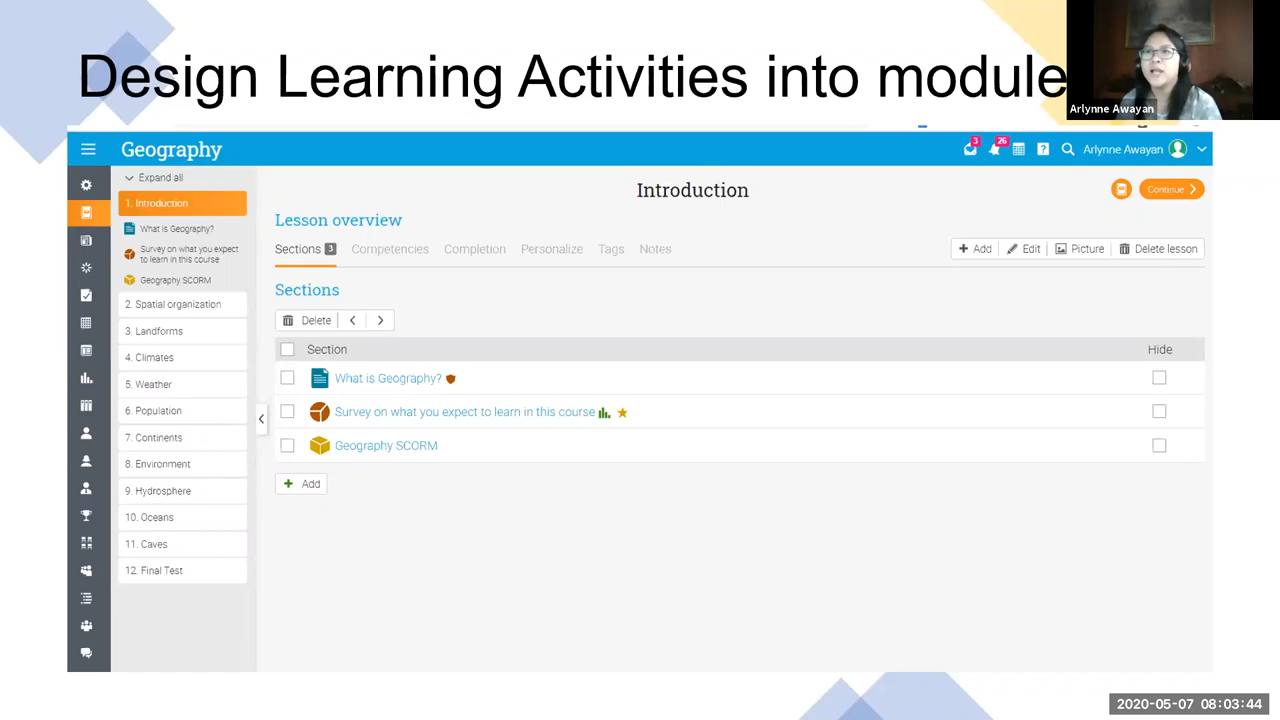 Design Learning Activities into module
Arlynne Awayan
Geography
3
26
Arlynne Awayan
Expand all
1. Introduction
What is Geography?
Survey on what you expect
to learn in this course
Geography SCORM
2. Spatial organization
3. Landforms
4. Climates
5. Weather
6. Population
7. Continents
8. Environment
9. Hydrosphere
10. Oceans
11. Caves
12. Final Test
Introduction
Continue
Lesson overview
Sections 3 Competencies Completion Personalize Tags Notes
Add Edit Picture Delete lesson
Sections
Delete
Section Hide
What is Geography?
Survey on what you expect to learn in this course
Geography SCORM
Add
2020-05-07 08:03:44